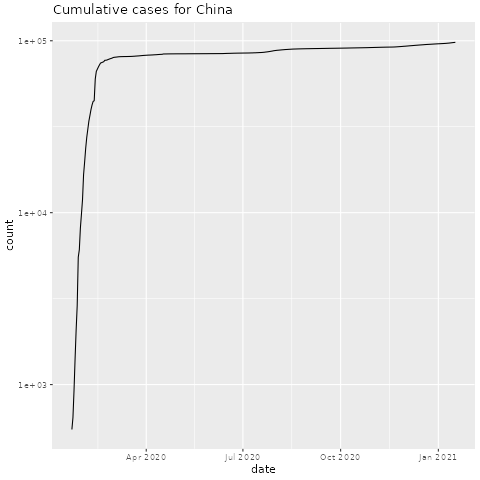 Cumulative cases for China
1e+05
1e+04
1e+03
count
Apr 2020 Jul 2020 Oct 2020 Jan 2021
date